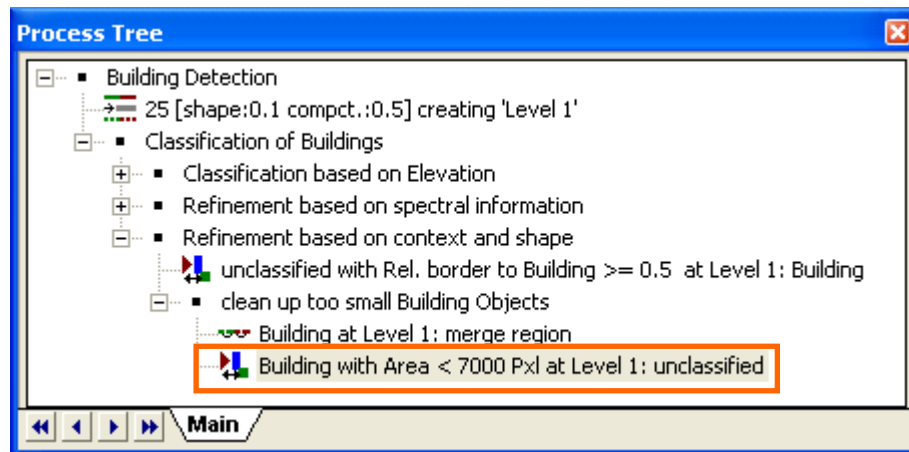 Process Tree
Building Detection
25 [shape:0.1 compct.:0.5] creating 'Level 1'
Classification of Buildings
Classification based on Elevation
Refinement based on spectral information
Refinement based on context and shape
unclassified with Rel. border to Building >= 0.5 at Level 1: Building
clean up too small Building Objects
Building at Level 1: merge region
Building with Area < 7000 Pxl at Level 1: unclassified
Main